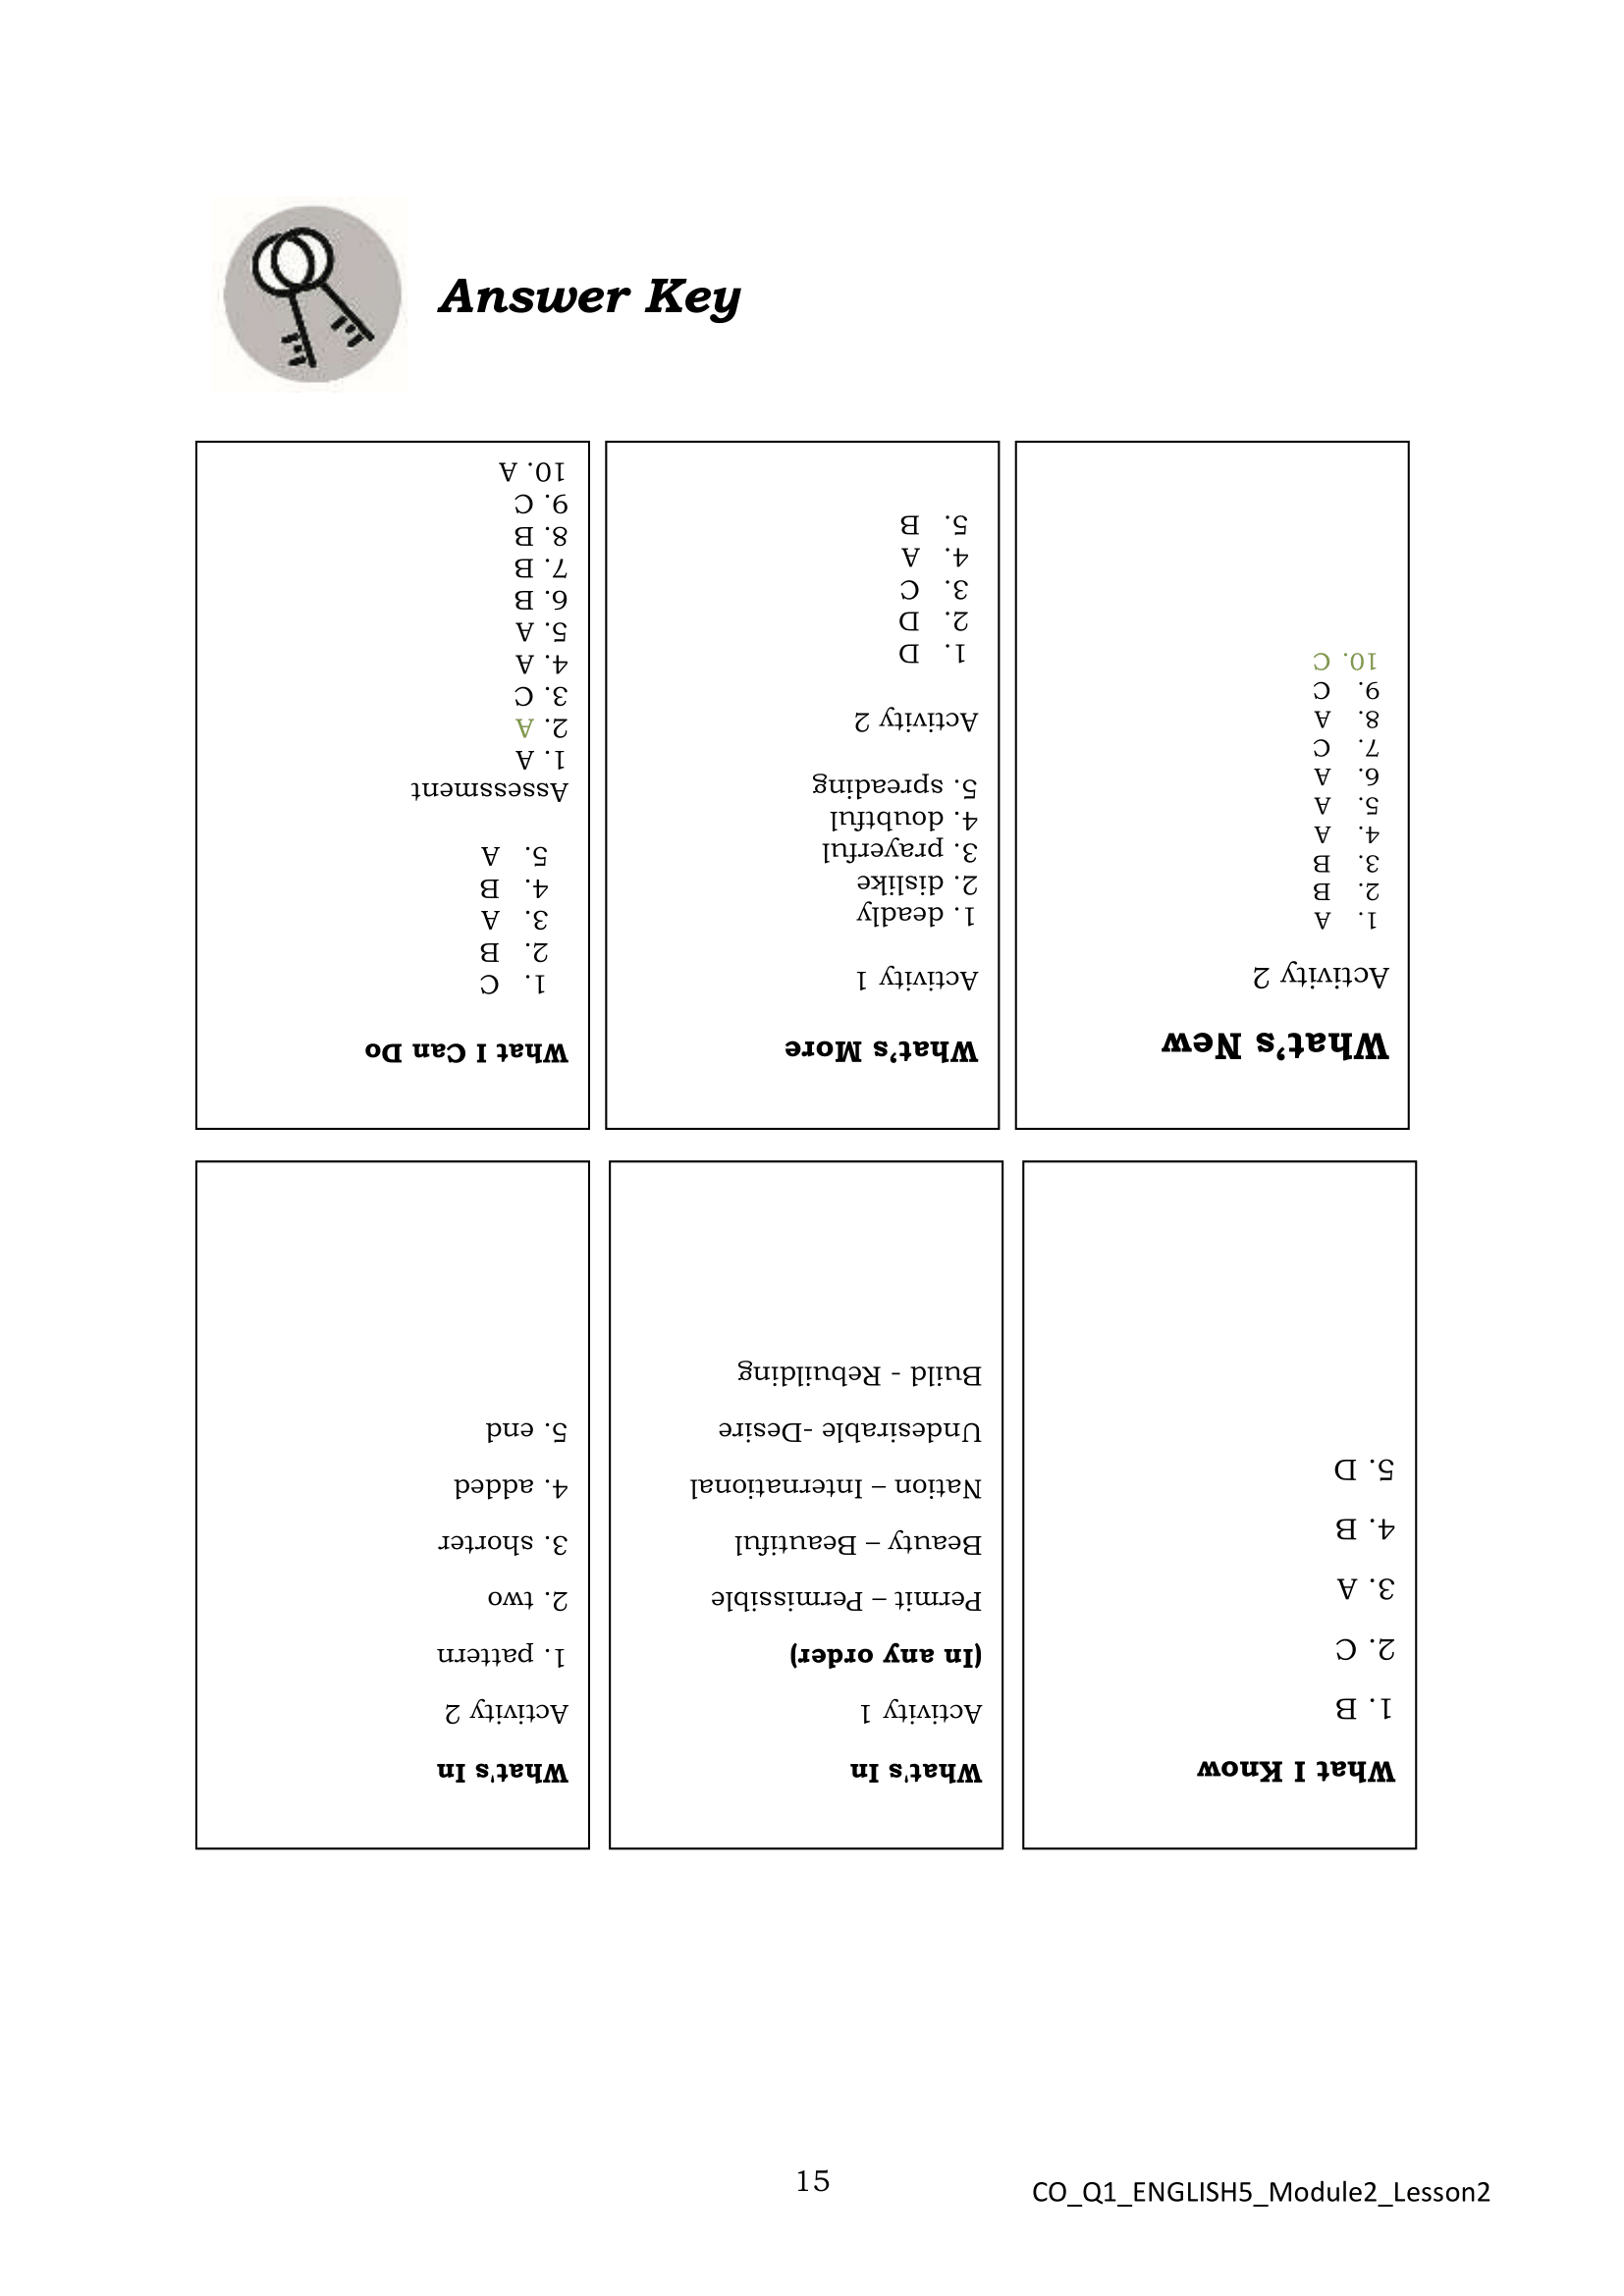 Answer Key
What I Know
1. B
2. C
3. A
4. B
5. D
What's In
Activity 1
(In any order)
Permit – Permissible
Beauty – Beautiful
Nation – International
Undesirable -Desire
Build - Rebuilding
What's In
Activity 2
1. pattern
2. two
3. shorter
4. added
5. end
What's New
Activity 2
1. A
2. B
3. B
4. A
5. A
6. A
7. C
8. A
9. C
10. C
What's More
Activity 1
1. deadly
2. dislike
3. prayerful
4. doubtful
5. spreading
Activity 2
1. D
2. D
3. C
4. A
5. B
What I Can Do
1. C
2. B
3. A
4. B
5. A
Assessment
1. A
2. A
3. C
4. A
5. A
6. B
7. B
8. B
9. C
10. A
15
CO_Q1_ENGLISH5_Module2_Lesson2